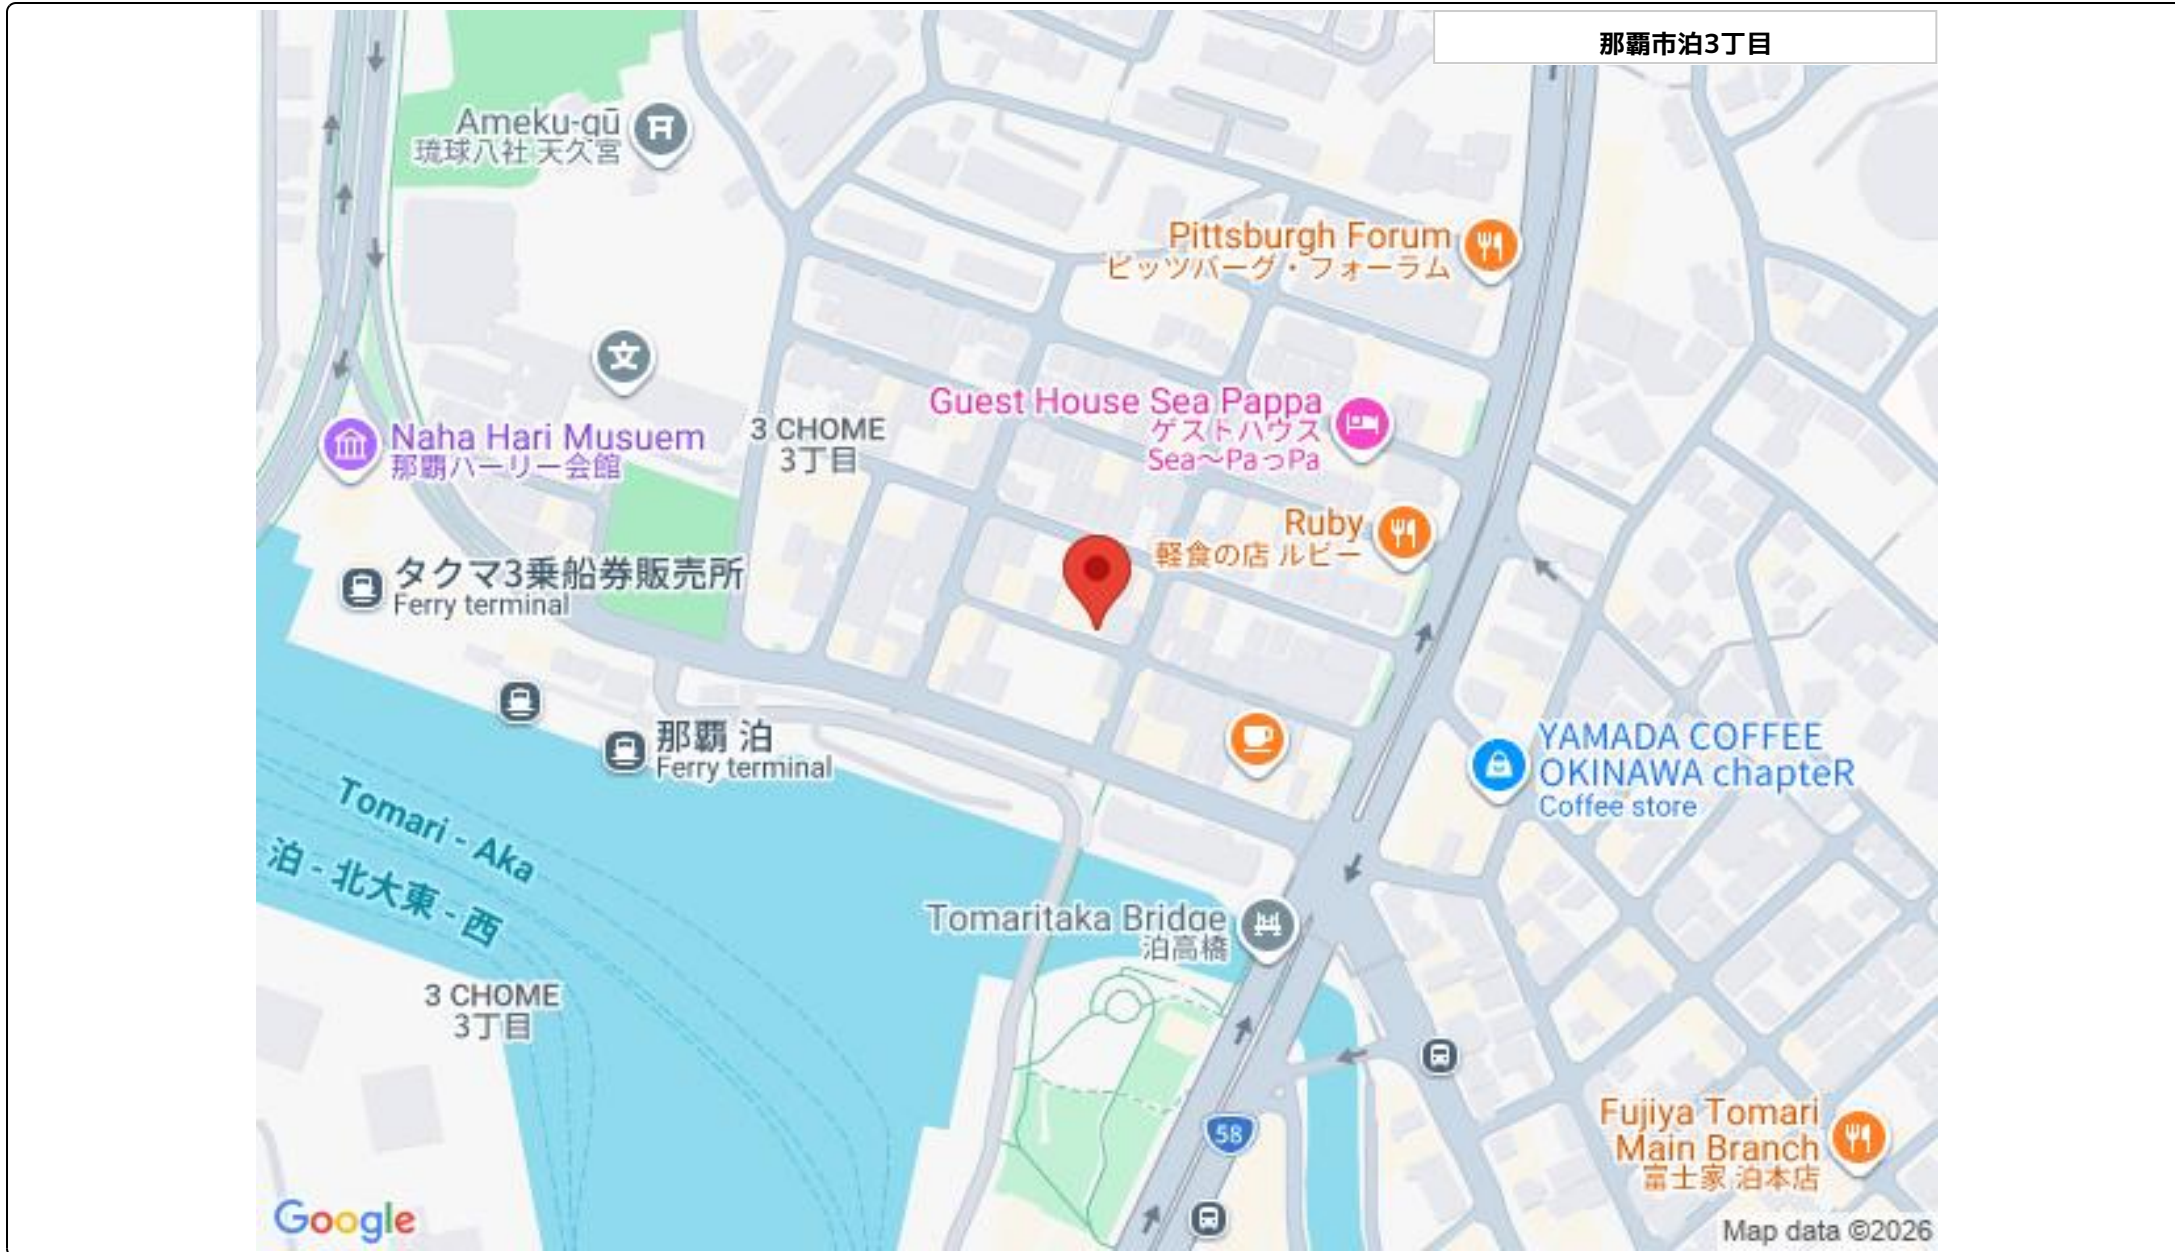 那覇市泊3丁目
Ameku-gū
琉球八社 天久宮
Pittsburgh Forum
ピッツバーグ・フォーラム
文
Guest House Sea Pappa
ゲストハウス
Sea～PaっPa
3 CHOME
3丁目
Naha Hari Musuem
那覇ハーリー会館
Ruby
軽食の店 ルビー
タクマ3乗船券販売所
Ferry terminal
那覇 泊
Ferry terminal
YAMADA COFFEE
OKINAWA chapteR
Coffee store
Tomari - Aka
泊 - 北大東 - 西
Tomaritaka Bridge
泊高橋
3 CHOME
3丁目
58
Fujiya Tomari
Main Branch
富士家 泊本店
Google
Map data ©2026